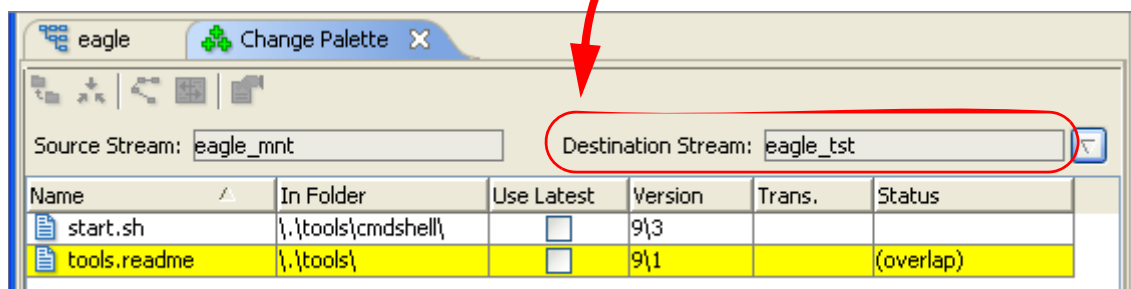 eagle Change Palette
Source Stream: eagle_mnt Destination Stream: eagle_tst
Name In Folder Use Latest Version Trans. Status
start.sh \.\tools\cmdshell\ 9\3
tools.readme \.\tools\ 9\1 (overlap)